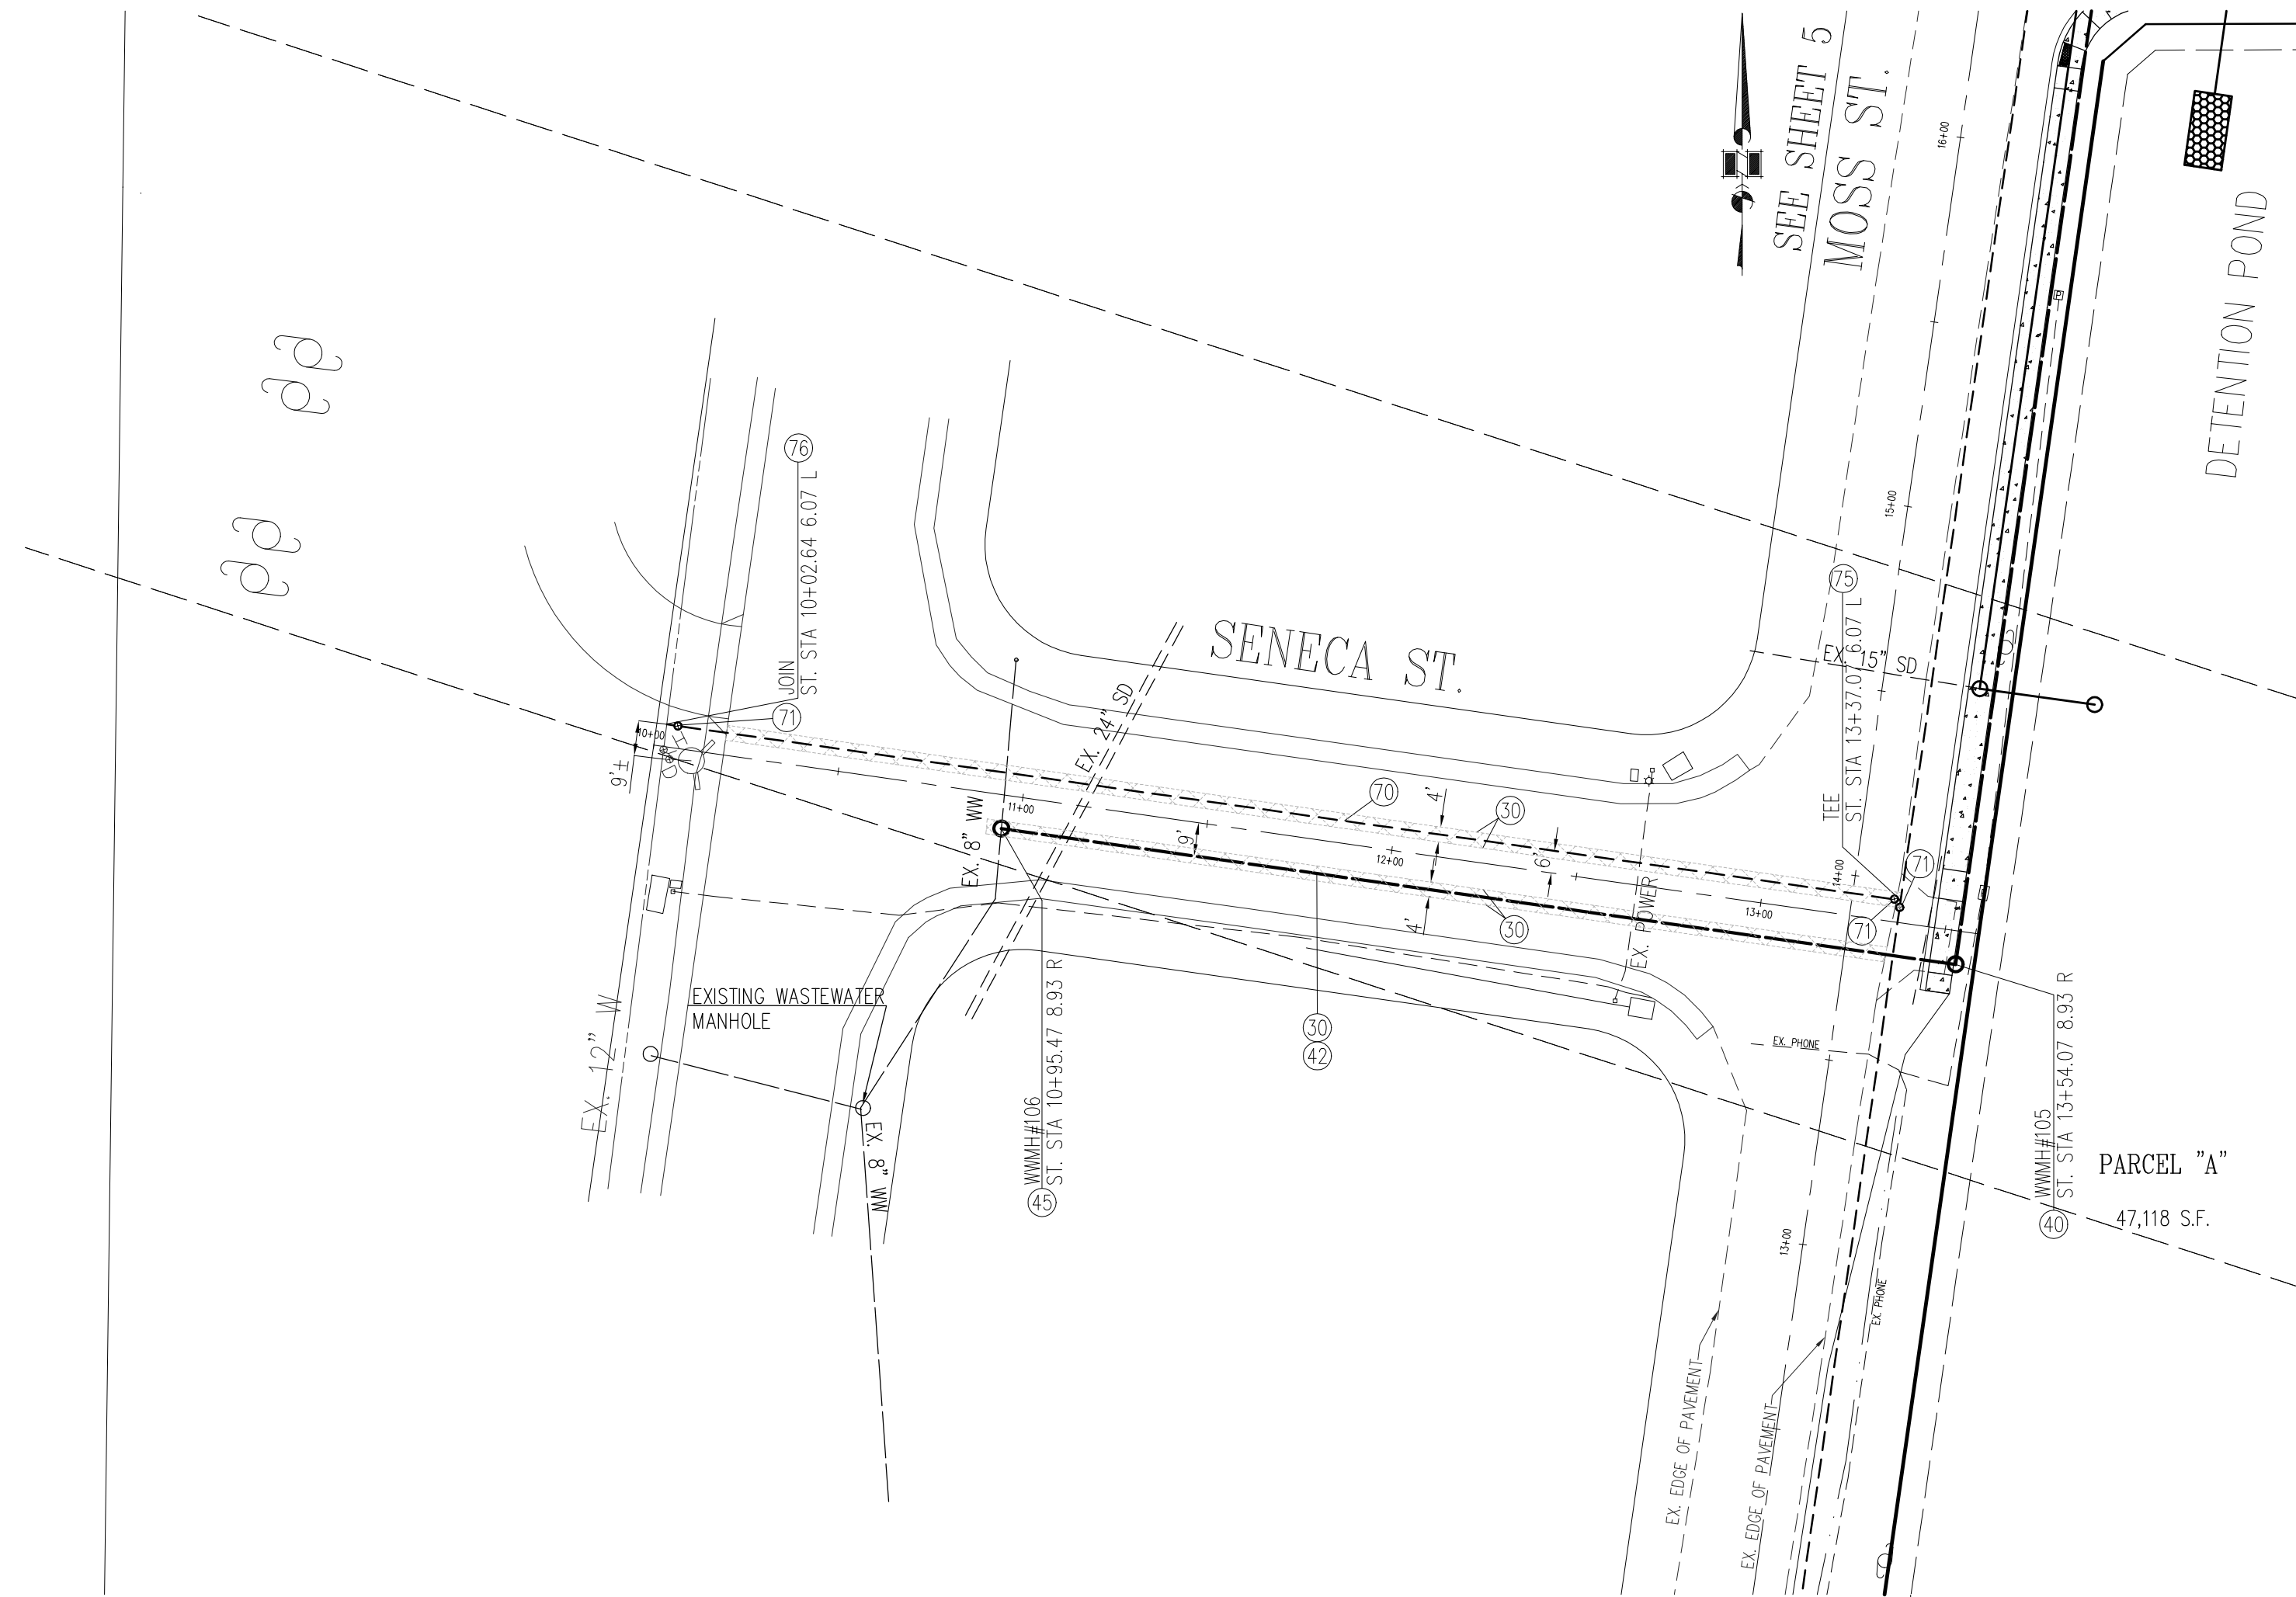 SEE SHEET 5
MOSS ST.
16+00
DETENTION POND
15+00
76
JOIN
ST. STA 10+02.64 6.07 L
71
10+00
9'±
SENECA ST.
EX. 24" SD
EX. 15" SD
75
TEE
ST. STA 13+37.07 6.07 L
EX. 8" WW
11+00
9'
70
4'
30
12+00
6'
4'
30
EX. POWER
13+00
14+00
71
71
EX. 12" W
EXISTING WASTEWATER
MANHOLE
EX. 8" WW
WWMH#106
ST. STA 10+95.47 8.93 R
45
30
42
EX. PHONE
WWMH#105
ST. STA 13+54.07 8.93 R
40
PARCEL "A"
47,118 S.F.
13+00
EX. PHONE
EX. EDGE OF PAVEMENT
EX. EDGE OF PAVEMENT